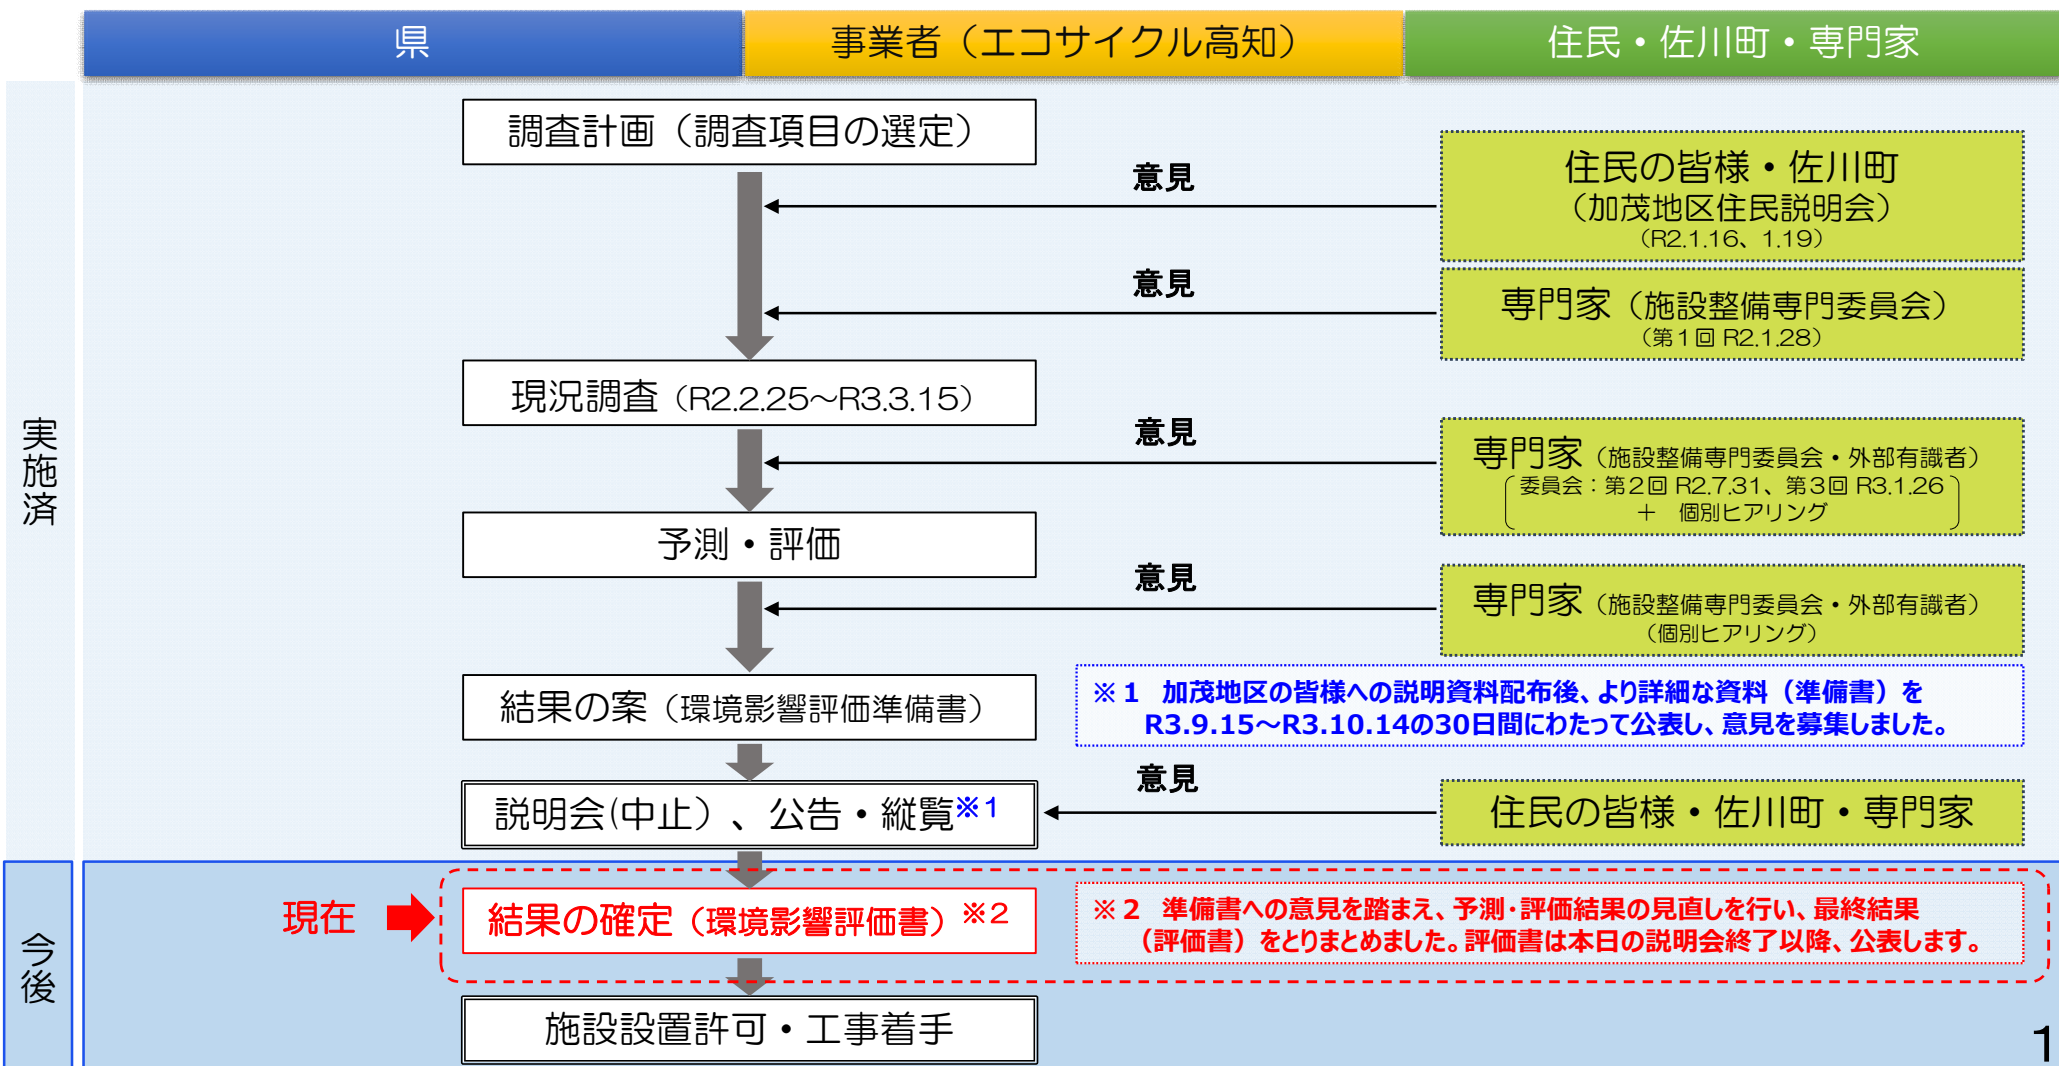 県
事業者（エコサイクル高知）
住民・佐川町・専門家
実施済
調査計画（調査項目の選定）
意見
住民の皆様・佐川町
（加茂地区住民説明会）
（R2.1.16、1.19）
意見
専門家（施設整備専門委員会）
（第１回 R2.1.28）
現況調査（R2.2.25～R3.3.15）
意見
専門家（施設整備専門委員会・外部有識者）
委員会：第２回 R2.7.31、第３回 R3.1.26
＋　個別ヒアリング
予測・評価
意見
専門家（施設整備専門委員会・外部有識者）
（個別ヒアリング）
結果の案（環境影響評価準備書）
※１　加茂地区の皆様への説明資料配布後、より詳細な資料（準備書）を
R3.9.15～R3.10.14の30日間にわたって公表し、意見を募集しました。
説明会(中止）、公告・縦覧※1
意見
住民の皆様・佐川町・専門家
今後
現在
結果の確定（環境影響評価書）※2
※２　準備書への意見を踏まえ、予測・評価結果の見直しを行い、最終結果
（評価書）をとりまとめました。評価書は本日の説明会終了以降、公表します。
施設設置許可・工事着手
1